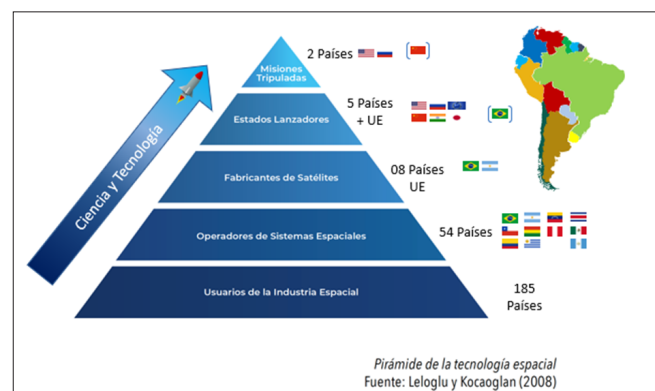 2 Países
Misiones
Tripuladas
5 Países
+ UE
Estados Lanzadores
Ciencia y Tecnología
08 Países
UE
Fabricantes de Satélites
54 Países
Operadores de Sistemas Espaciales
185
Países
Usuarios de la Industria Espacial
Pirámide de la tecnología espacial
Fuente: Leloglu y Kocaoglan (2008)